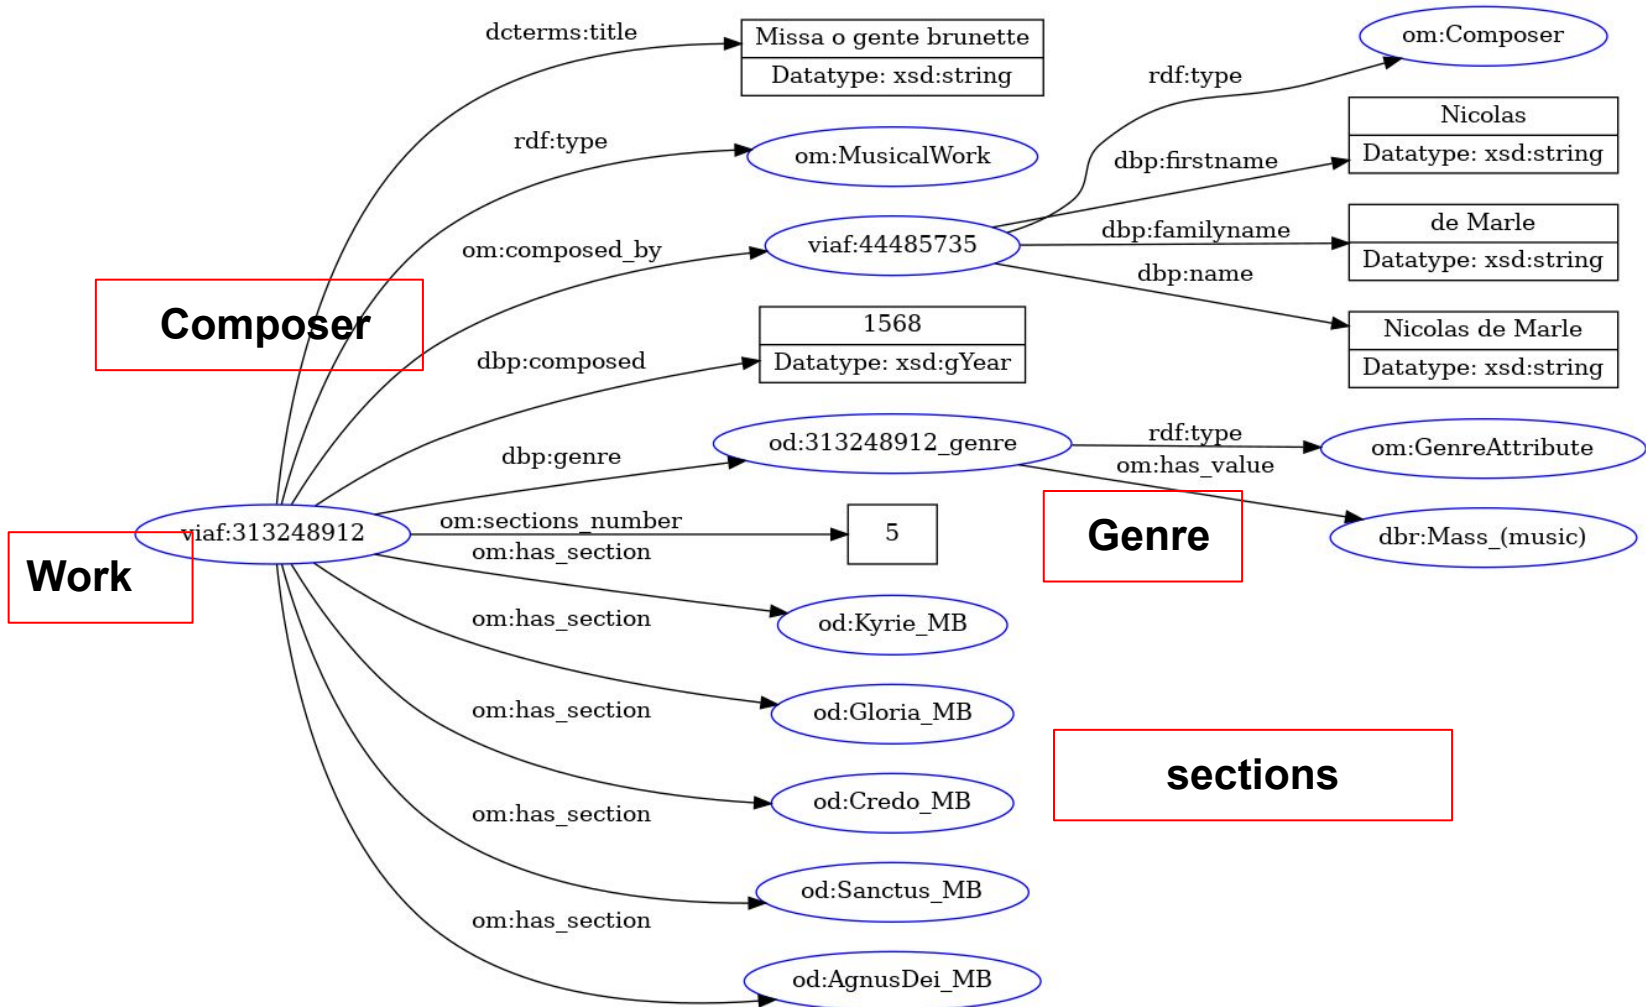 dcterms:title
Missa o gente brunette
Datatype: xsd:string
om:Composer
rdf:type
Nicolas
Datatype: xsd:string
rdf:type
om:MusicalWork
dbp:firstname
om:composed_by
viaf:44485735
dbp:familyname
de Marle
Datatype: xsd:string
dbp:name
Composer
dbp:composed
1568
Datatype: xsd:gYear
Nicolas de Marle
Datatype: xsd:string
dbp:genre
od:313248912_genre
rdf:type
om:GenreAttribute
om:has_value
viaf:313248912
om:sections_number
5
Genre
dbr:Mass_(music)
Work
om:has_section
od:Kyrie_MB
om:has_section
od:Gloria_MB
om:has_section
od:Credo_MB
sections
om:has_section
od:Sanctus_MB
om:has_section
od:AgnusDei_MB